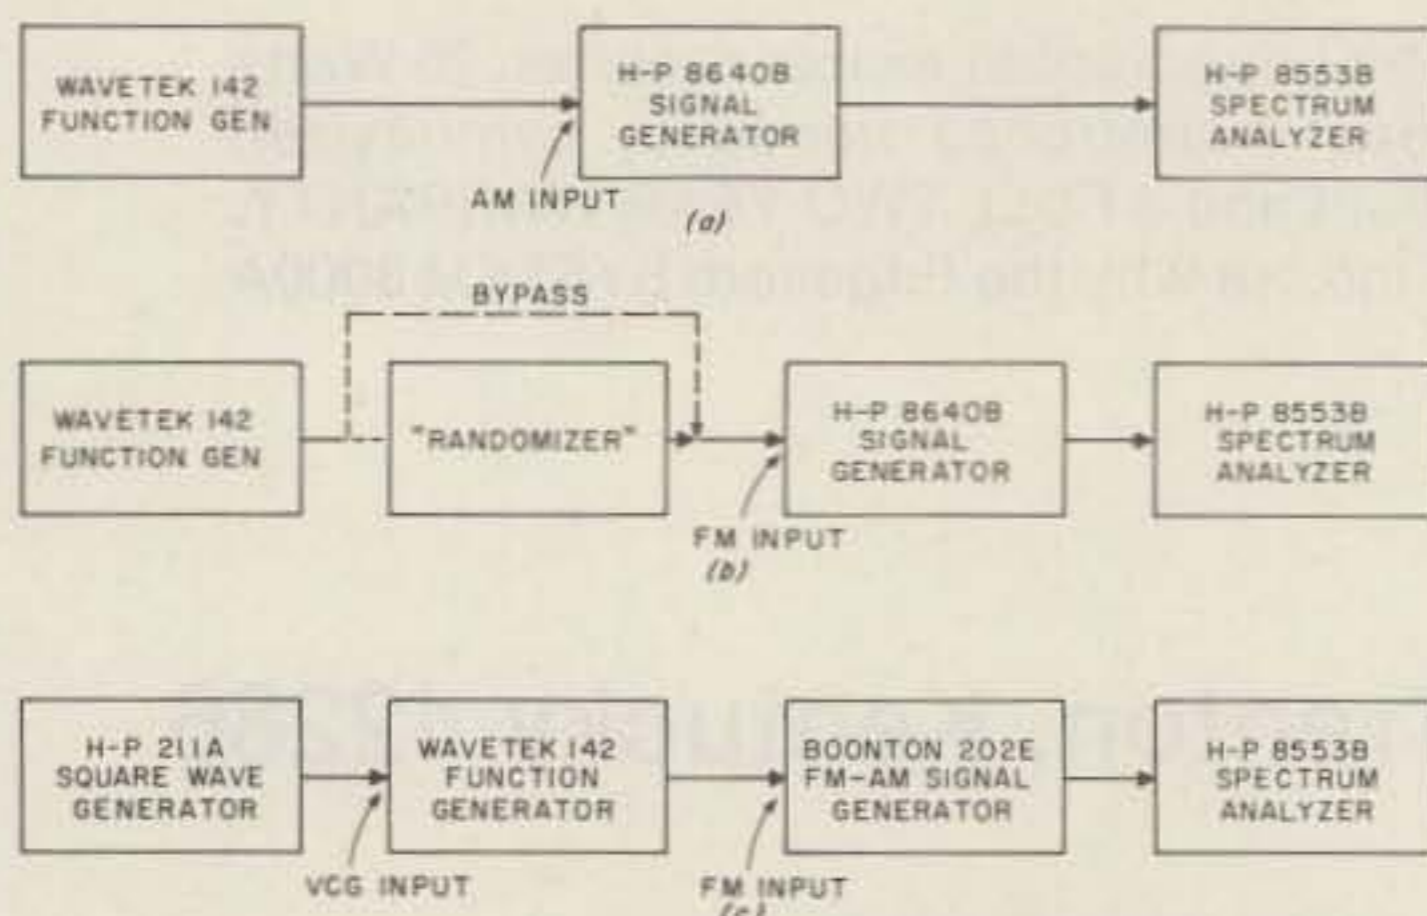 WAVETEK 142
FUNCTION GEN
H-P 8640B
SIGNAL
GENERATOR
H-P 8553B
SPECTRUM
ANALYZER
AM INPUT
(a)
BYPASS
WAVETEK 142
FUNCTION GEN
"RANDOMIZER"
H-P 8640B
SIGNAL
GENERATOR
H-P 8553B
SPECTRUM
ANALYZER
FM INPUT
(b)
H-P 211A
SQUARE WAVE
GENERATOR
WAVETEK 142
FUNCTION
GENERATOR
BOONTON 202E
FM-AM SIGNAL
GENERATOR
H-P 8553B
SPECTRUM
ANALYZER
VCG INPUT
FM INPUT
(c)